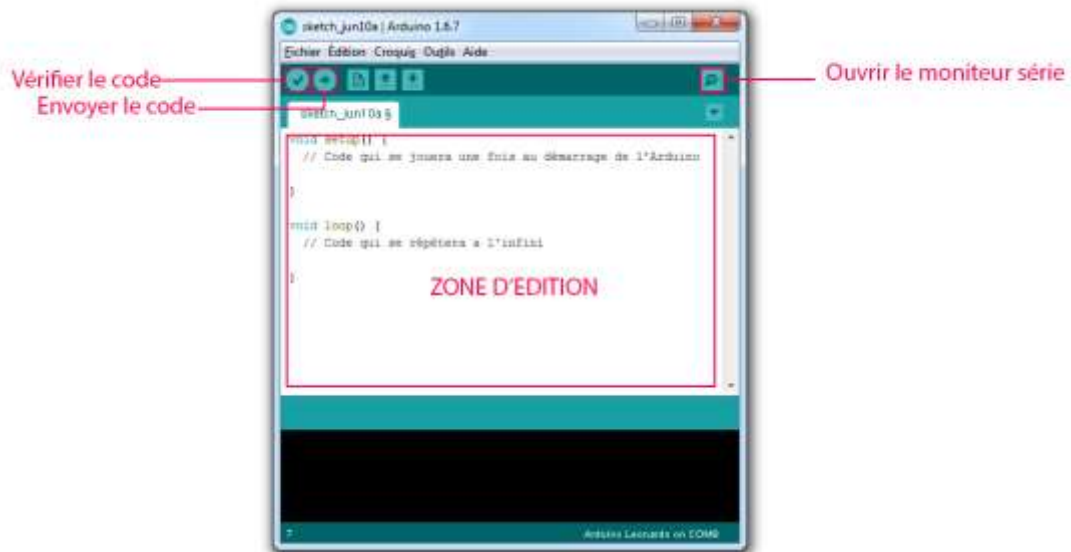 sketch_jun10a | Arduino 1.6.7
Fichier Édition Croquis Outils Aide
Vérifier le code
Envoyer le code
Ouvrir le moniteur série
sketch_jun10a §
void setup() {
// Code qui se jouera une fois au démarrage de l'Arduino
}
void loop() {
// Code qui se répètera a l'infini
}
ZONE D'EDITION
7
Arduino Leonardo on COM9